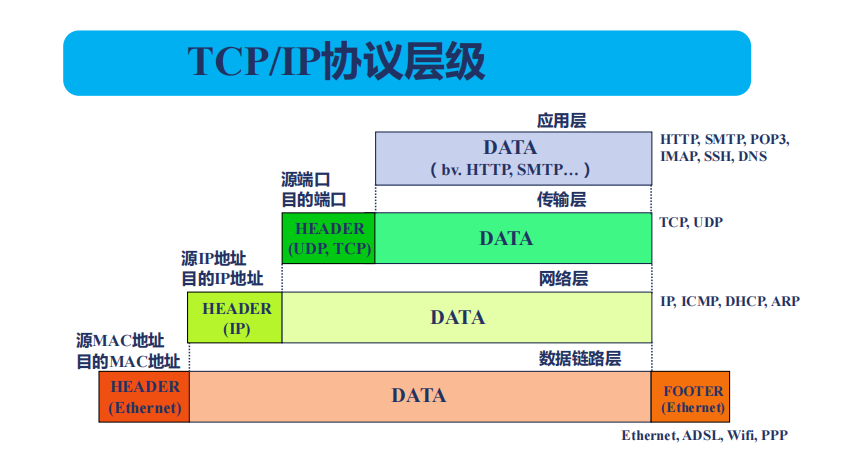 TCP/IP协议层级
应用层
DATA
( bv. HTTP, SMTP… )
HTTP, SMTP, POP3,
IMAP, SSH, DNS
源端口
目的端口
传输层
HEADER
(UDP, TCP)
DATA
TCP, UDP
源IP地址
目的IP地址
网络层
HEADER
(IP)
DATA
IP, ICMP, DHCP, ARP
源MAC地址
目的MAC地址
数据链路层
HEADER
(Ethernet)
DATA
FOOTER
(Ethernet)
Ethernet, ADSL, Wifi, PPP